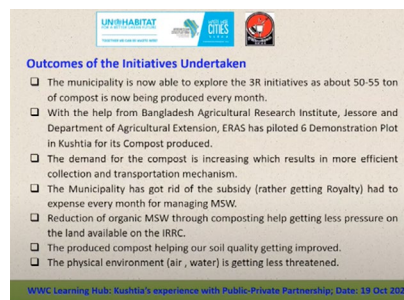 UN HABITAT
FOR A BETTER URBAN FUTURE
CITIES
Outcomes of the Initiatives Undertaken
The municipality is now able to explore the 3R initiatives as about 50-55 ton
of compost is now being produced every month.
With the help from Bangladesh Agricultural Research Institute, Jessore and
Department of Agricultural Extension, ERAS has piloted 6 Demonstration Plot
in Kushtia for its Compost produced.
The demand for the compost is increasing which results in more efficient
collection and transportation mechanism.
The Municipality has got rid of the subsidy (rather getting Royalty) had to
expense every month for managing MSW.
Reduction of organic MSW through composting help getting less pressure on
the land available on the IRRC.
The produced compost helping our soil quality getting improved.
The physical environment (air , water) is getting less threatened.
WWC Learning Hub: Kushtia's experience with Public-Private Partnership; Date: 19 Oct 202